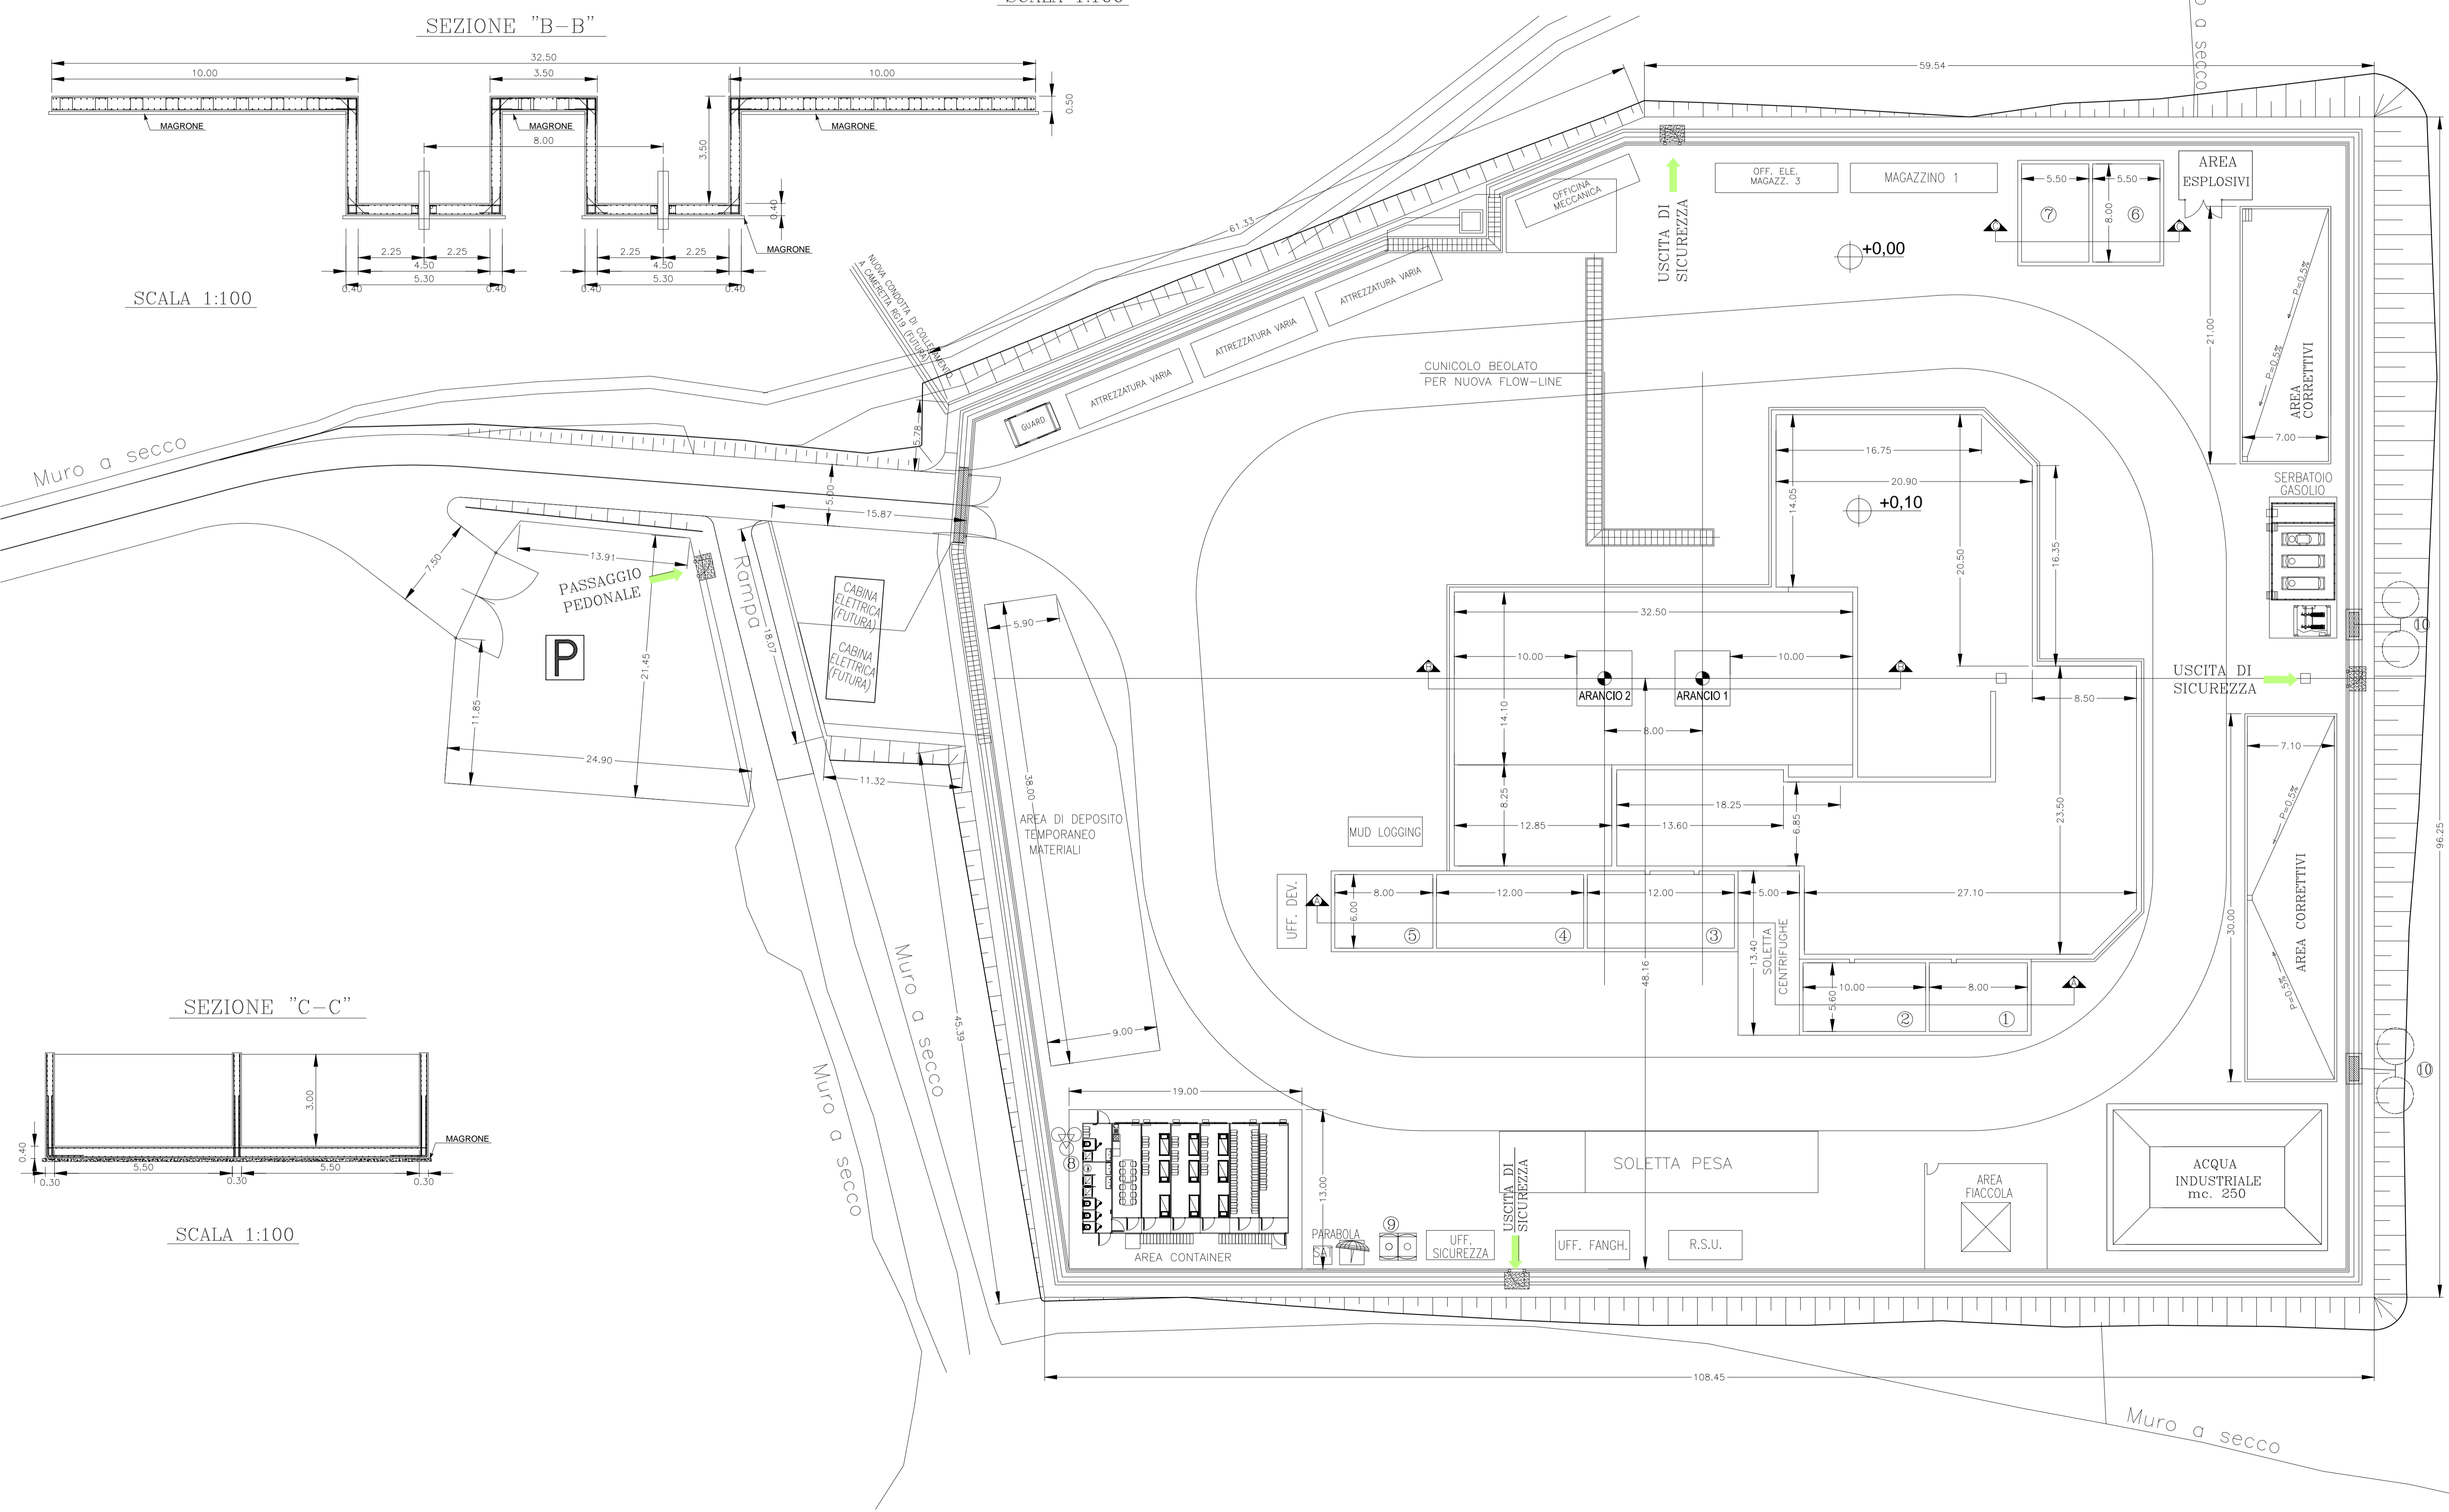 SCALA 1:100
SEZIONE "B-B"
32.50
10.00
3.50
10.00
0.50
MAGRONE
MAGRONE
MAGRONE
8.00
3.50
0.40
MAGRONE
2.25
2.25
2.25
2.25
4.50
4.50
5.30
5.30
0.40
0.40
0.40
0.40
SCALA 1:100
o a secco
59.54
61.33
NUOVA CONDOTTA DI COLLEGAMENTO
A CAMERETTA RG19 (FUTURA)
OFFICINA
MECCANICA
USCITA DI
SICUREZZA
OFF. ELE.
MAGAZZ. 3
MAGAZZINO 1
5.50
5.50
8.00
7
6
C
C
AREA
ESPLOSIVI
+0,00
21.00
P=0.5%
P=0.5%
AREA
CORRETTIVI
7.00
ATTREZZATURA VARIA
ATTREZZATURA VARIA
ATTREZZATURA VARIA
GUARD
CUNICOLO BEOLATO
PER NUOVA FLOW-LINE
Muro a secco
5.78
5.00
15.87
7.50
13.91
PASSAGGIO
PEDONALE
Rampa
18.07
21.45
P
11.85
24.90
11.32
CABINA
ELETTRICA
(FUTURA)
CABINA
ELETTRICA
(FUTURA)
5.90
38.00
AREA DI DEPOSITO
TEMPORANEO
MATERIALI
9.00
45.39
16.75
20.90
14.05
+0,10
20.50
16.35
SERBATOIO
GASOLIO
10
32.50
10.00
10.00
B
B
ARANCIO 2
ARANCIO 1
8.00
14.10
8.50
USCITA DI
SICUREZZA
8.25
18.25
12.85
13.60
6.85
23.50
7.10
P=0.5%
P=0.5%
AREA CORRETTIVI
30.00
96.25
MUD LOGGING
UFF. DEV.
A
8.00
12.00
12.00
5.00
27.10
6.00
5
4
3
13.40
SOLETTA
CENTRIFUGHE
48.16
10.00
8.00
5.60
2
1
A
10
Muro a secco
Muro a secco
SEZIONE "C-C"
3.00
0.40
MAGRONE
5.50
5.50
0.30
0.30
0.30
SCALA 1:100
19.00
13.00
8
AREA CONTAINER
PARABOLA
SAT
9
UFF.
SICUREZZA
USCITA DI
SICUREZZA
UFF. FANGH.
R.S.U.
SOLETTA PESA
AREA
FIACCOLA
ACQUA
INDUSTRIALE
mc. 250
108.45
Muro a secco